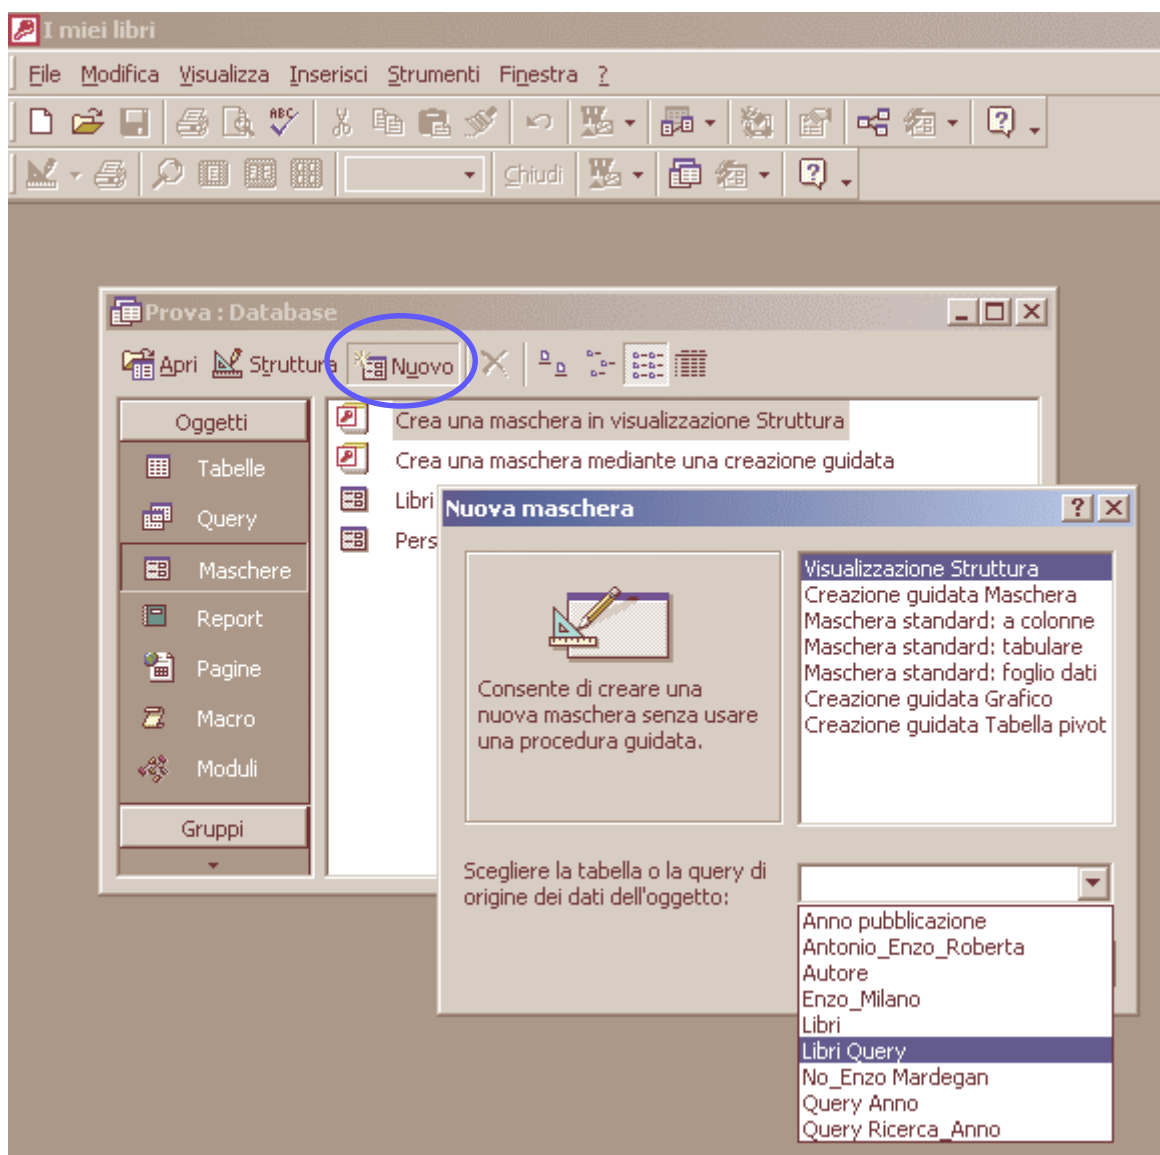 I miei libri
File Modifica Visualizza Inserisci Strumenti Finestra ?
ABC
Chiudi
Prova : Database
Apri Struttura Nuovo
Oggetti
Tabelle
Query
Maschere
Report
Pagine
Macro
Moduli
Gruppi
Crea una maschera in visualizzazione Struttura
Crea una maschera mediante una creazione guidata
Libri
Pers
Nuova maschera
Consente di creare una
nuova maschera senza usare
una procedura guidata.
Visualizzazione Struttura
Creazione guidata Maschera
Maschera standard: a colonne
Maschera standard: tabulare
Maschera standard: foglio dati
Creazione guidata Grafico
Creazione guidata Tabella pivot
Scegliere la tabella o la query di
origine dei dati dell'oggetto:
Anno pubblicazione
Antonio_Enzo_Roberta
Autore
Enzo_Milano
Libri
Libri Query
No_Enzo Mardegan
Query Anno
Query Ricerca_Anno